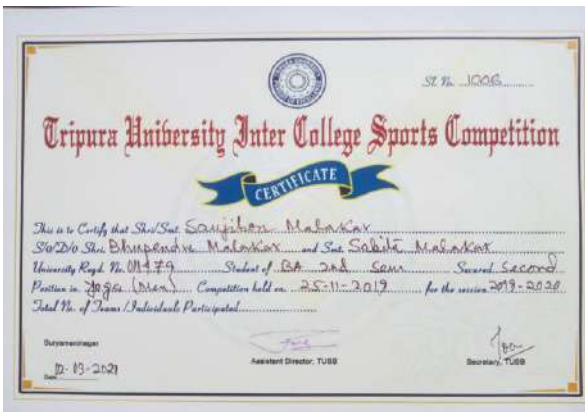 TRIPURA UNIVERSITY
Sl. No. 1006
Tripura University Inter College Sports Competition
CERTIFICATE
This is to Certify that Shri/Smt. Sanjiban Malakar
S/o/D/o Shri Bhupendra Malakar and Smt. Sabita Malakar
University Regd. No. Student of BA 2nd Sem Secured Second
Position in Yoga (Men) Competition held on 25-11-2019 for the session 2019-2020
Total No. of Teams /Individuals Participated
Suryamaninagar
Date 12-03-2021
Assistant Director, TUSB
Secretary, TUSB